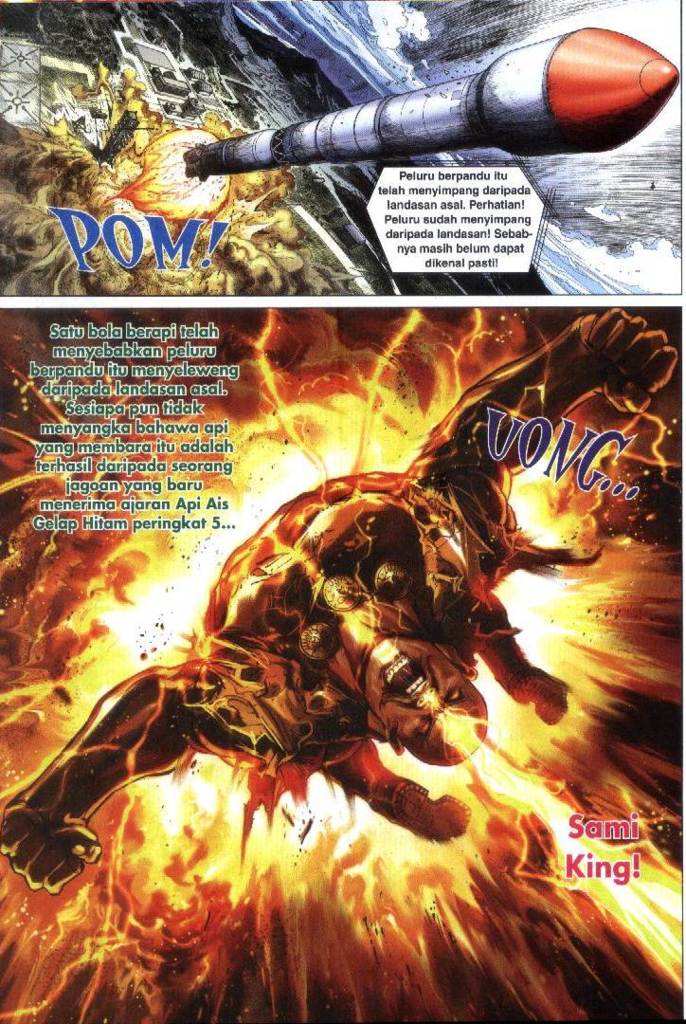 Peluru berpandu itu
telah menyimpang daripada
landasan asal. Perhatian!
Peluru sudah menyimpang
daripada landasan! Sebab-
nya masih belum dapat
dikenal pasti!
POM!
Satu bola berapi telah
menyebabkan peluru
berpandu itu menyeleweng
daripada landasan asal.
Sesiapa pun tidak
menyangka bahawa api
yang membara itu adalah
terhasil daripada seorang
jagoan yang baru
menerima ajaran Api Ais
Gelap Hitam peringkat 5...
UONG...
Sami
King!